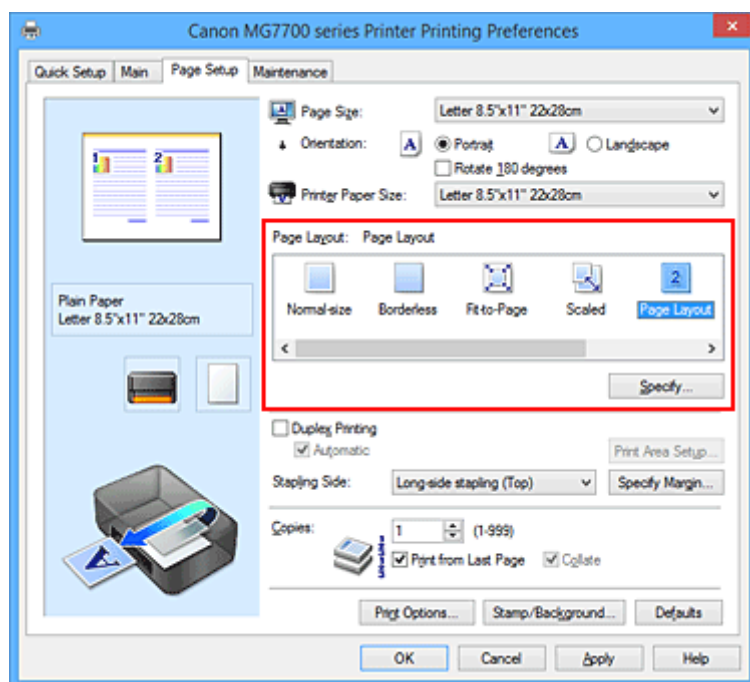 Canon MG7700 series Printer Printing Preferences
Quick Setup Main Page Setup Maintenance
Page Size: Letter 8.5"x11" 22x28cm
Orientation: A Portrait A Landscape
Rotate 180 degrees
Printer Paper Size: Letter 8.5"x11" 22x28cm
1 2
Page Layout: Page Layout
2
Normal-size Borderless Fit-to-Page Scaled Page Layout
Plain Paper
Letter 8.5"x11" 22x28cm
Specify...
Duplex Printing
Automatic
Print Area Setup...
Stapling Side: Long-side stapling (Top) Specify Margin...
Copies: 1 (1-999)
Print from Last Page Collate
A
Print Options... Stamp/Background... Defaults
OK Cancel Apply Help